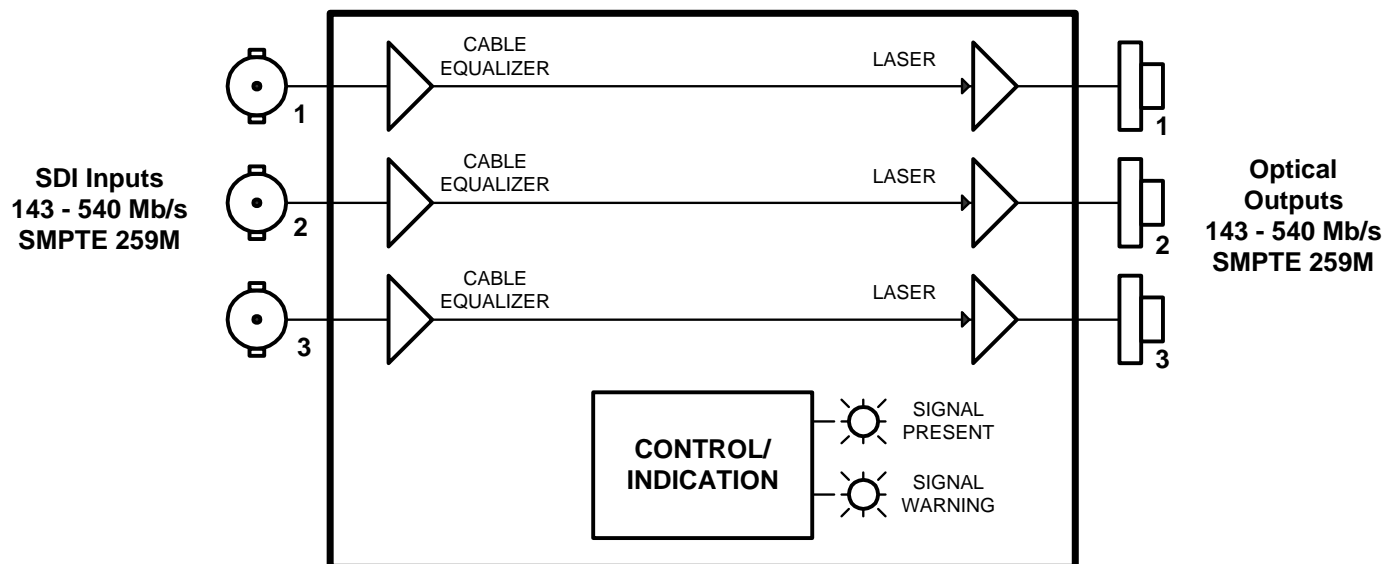 CABLE
EQUALIZER
LASER
1
1
SDI Inputs
143 - 540 Mb/s
SMPTE 259M
CABLE
EQUALIZER
LASER
2
2
Optical
Outputs
143 - 540 Mb/s
SMPTE 259M
CABLE
EQUALIZER
LASER
3
3
CONTROL/
INDICATION
SIGNAL
PRESENT
SIGNAL
WARNING